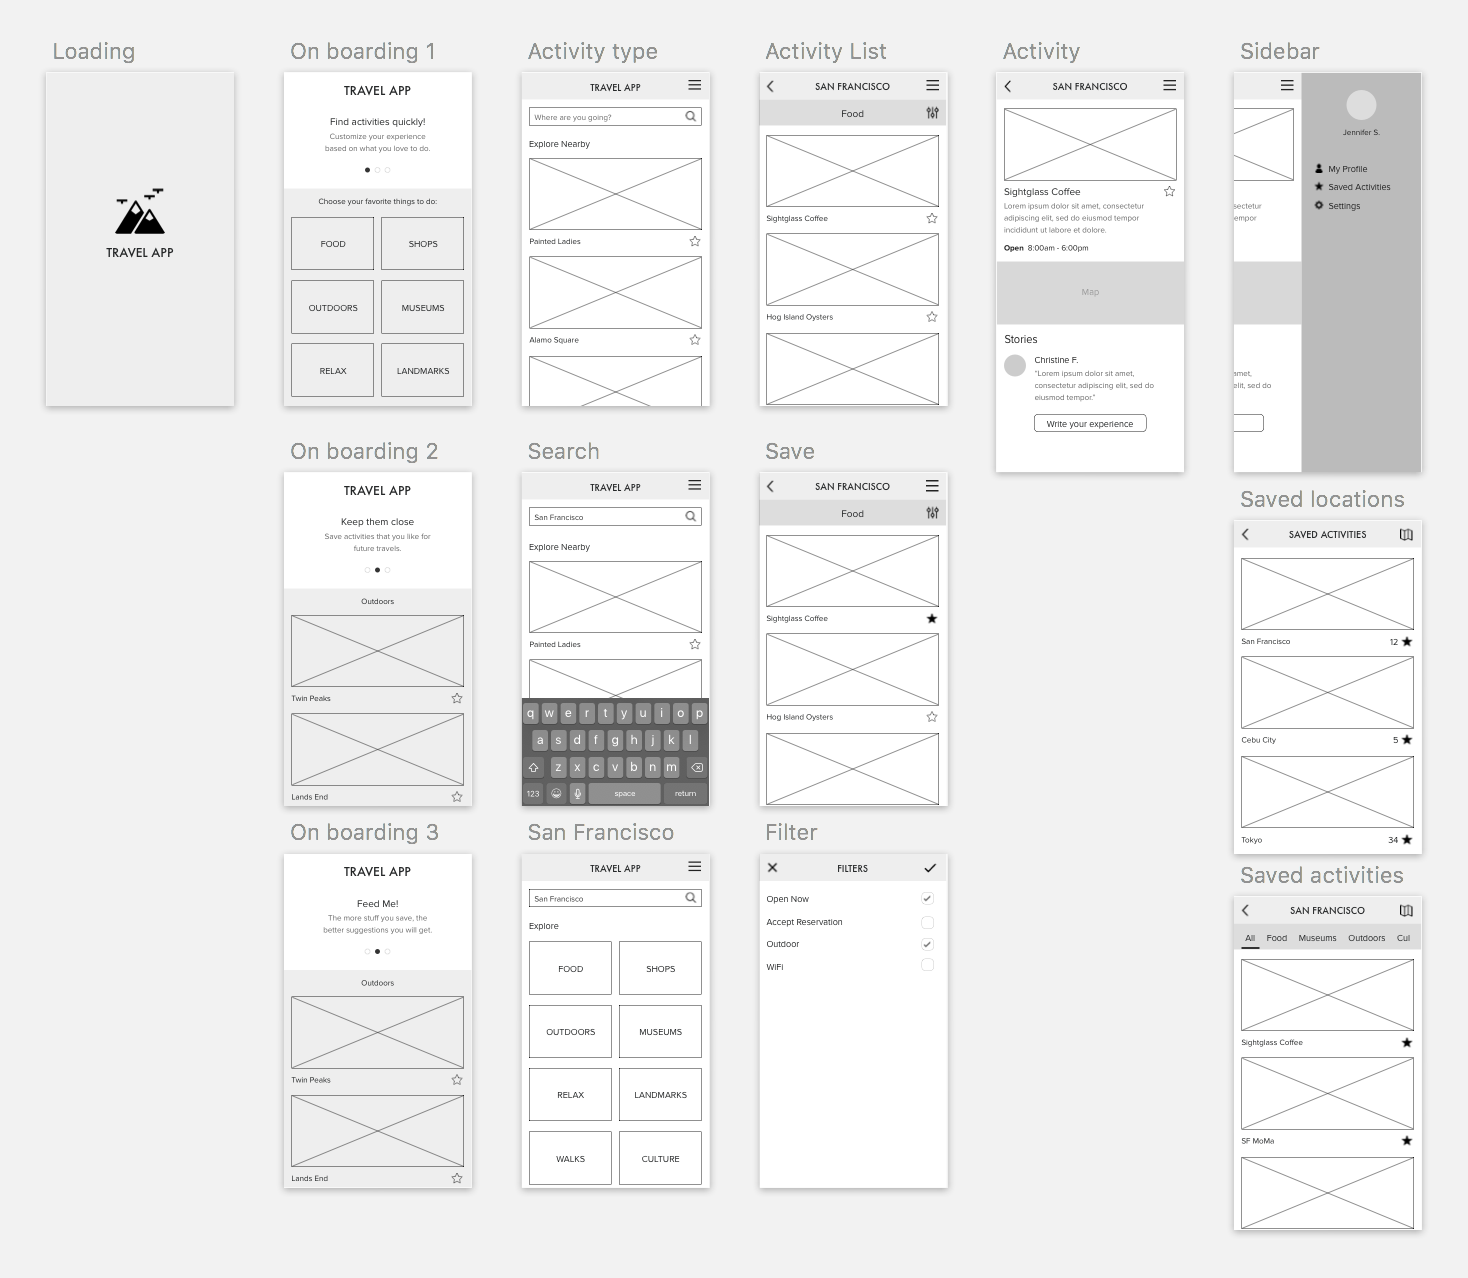 Loading
TRAVEL APP
On boarding 1
TRAVEL APP
Find activities quickly!
Customize your experience
based on what you love to do.
Choose your favorite things to do:
FOOD
SHOPS
OUTDOORS
MUSEUMS
RELAX
LANDMARKS
Activity type
TRAVEL APP
Where are you going?
Explore Nearby
Painted Ladies
Alamo Square
Activity List
SAN FRANCISCO
Food
Sightglass Coffee
Hog Island Oysters
Activity
SAN FRANCISCO
Sightglass Coffee
Lorem ipsum dolor sit amet, consectetur
adipiscing elit, sed do eiusmod tempor
incididunt ut labore et dolore.
Open 8:00am - 6:00pm
Map
Stories
Christine F.
"Lorem ipsum dolor sit amet,
consectetur adipiscing elit, sed do
eiusmod tempor."
Write your experience
Sidebar
Jennifer S.
My Profile
Saved Activities
Settings
sectetur
empor
amet,
elit, sed do
On boarding 2
TRAVEL APP
Keep them close
Save activities that you like for
future travels.
Outdoors
Twin Peaks
Lands End
Search
TRAVEL APP
San Francisco
Explore Nearby
Painted Ladies
q w e r t y u i o p
a s d f g h j k l
z x c v b n m
123 space return
Save
SAN FRANCISCO
Food
Sightglass Coffee
Hog Island Oysters
Saved locations
SAVED ACTIVITIES
San Francisco 12
Cebu City 5
Tokyo 34
On boarding 3
TRAVEL APP
Feed Me!
The more stuff you save, the
better suggestions you will get.
Outdoors
Twin Peaks
Lands End
San Francisco
TRAVEL APP
San Francisco
Explore
FOOD
SHOPS
OUTDOORS
MUSEUMS
RELAX
LANDMARKS
WALKS
CULTURE
Filter
FILTERS
Open Now
Accept Reservation
Outdoor
WiFi
Saved activities
SAN FRANCISCO
All Food Museums Outdoors Cul
Sightglass Coffee
SF MoMa